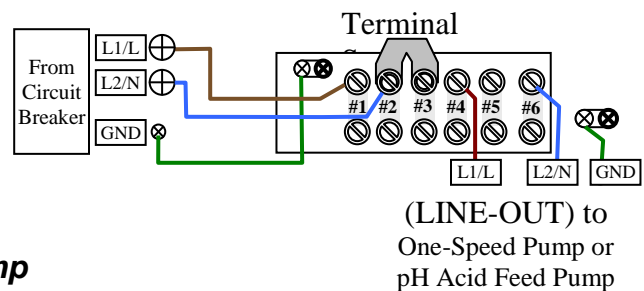 Terminal
From
Circuit
Breaker
L1/L
L2/N
GND
#1 #2 #3 #4 #5 #6
L1/L L2/N GND
(LINE-OUT) to
One-Speed Pump or
pH Acid Feed Pump